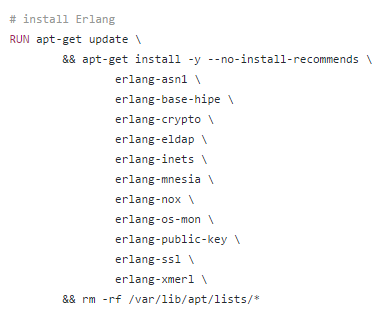 # install Erlang
RUN apt-get update \
&& apt-get install -y --no-install-recommends \
erlang-asn1 \
erlang-base-hipe \
erlang-crypto \
erlang-eldap \
erlang-inets \
erlang-mnesia \
erlang-nox \
erlang-os-mon \
erlang-public-key \
erlang-ssl \
erlang-xmerl \
&& rm -rf /var/lib/apt/lists/*